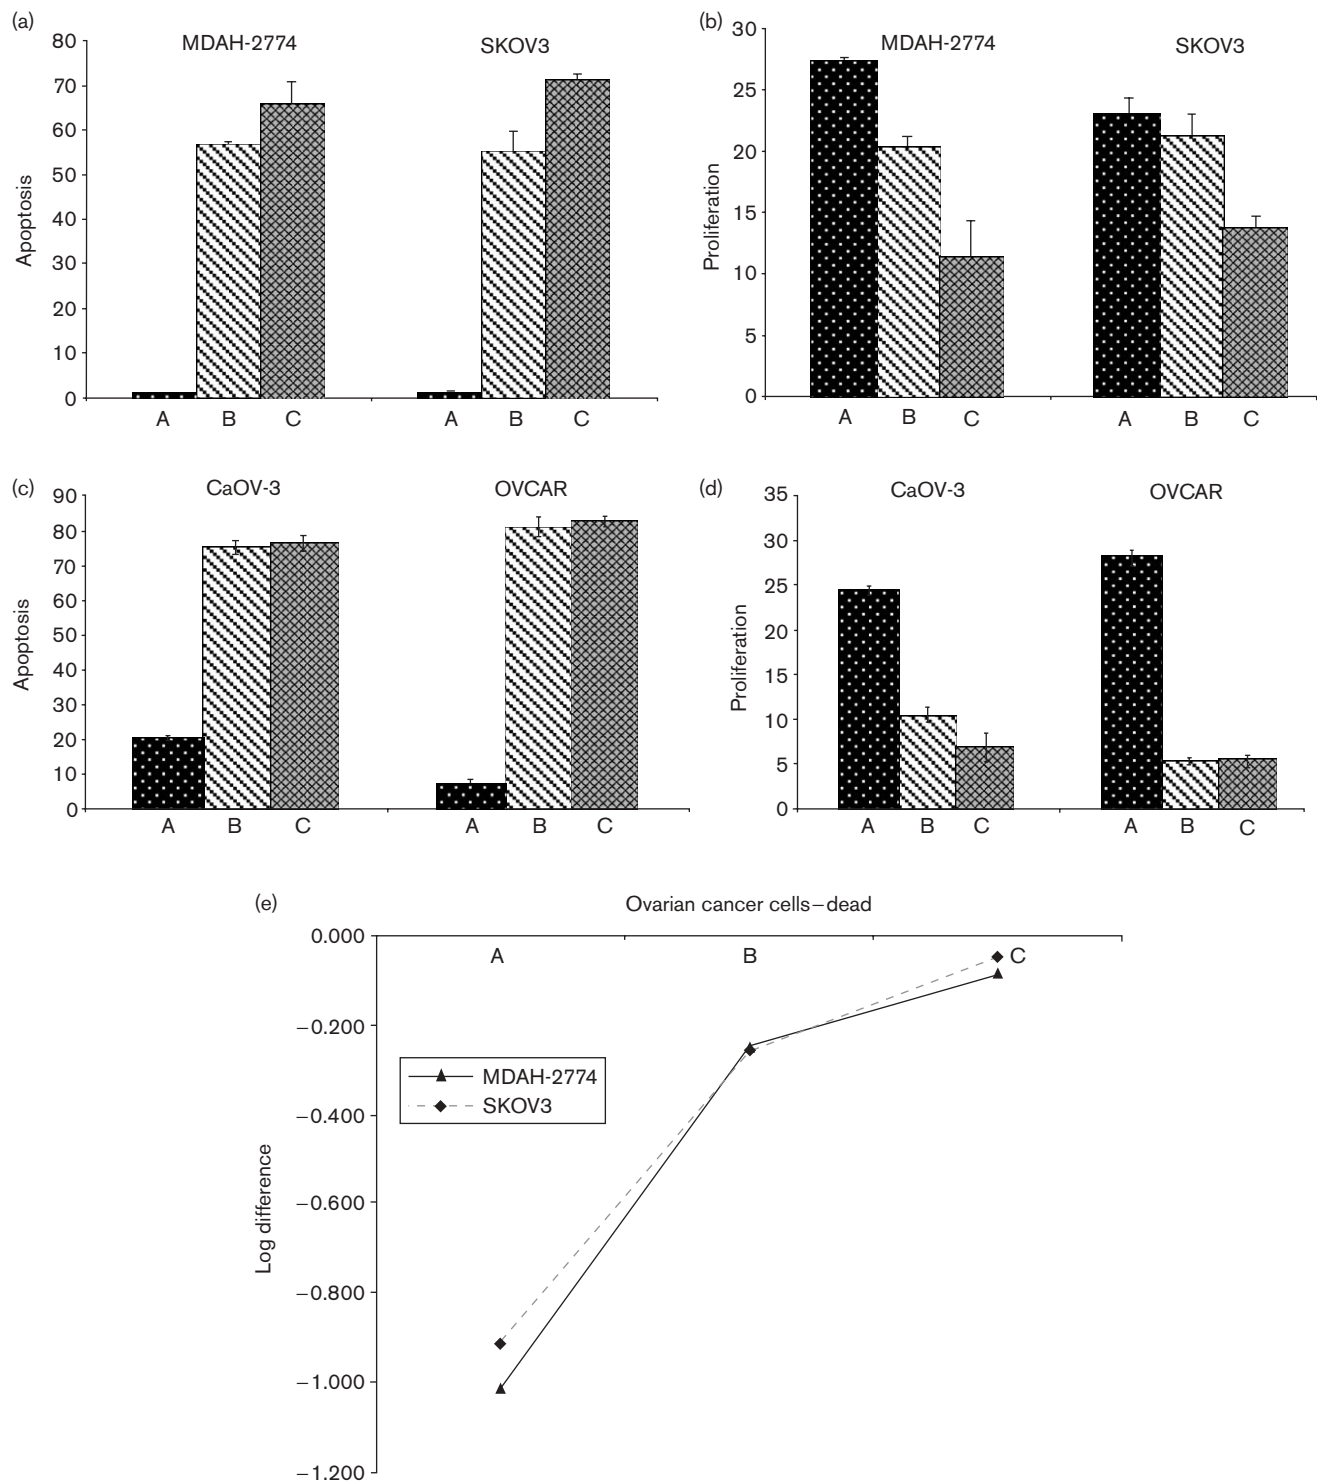 (a)
80
70
60
50
40
30
20
10
0
Apoptosis
MDAH-2774 SKOV3
A B C A B C
(b)
30
25
20
15
10
5
0
Proliferation
MDAH-2774 SKOV3
A B C A B C
(c)
90
80
70
60
50
40
30
20
10
0
Apoptosis
CaOV-3 OVCAR
A B C A B C
(d)
35
30
25
20
15
10
5
0
Proliferation
CaOV-3 OVCAR
A B C A B C
(e)
Ovarian cancer cells–dead
0.000
−0.200
−0.400
−0.600
−0.800
−1.000
−1.200
Log difference
A B C
MDAH-2774
SKOV3